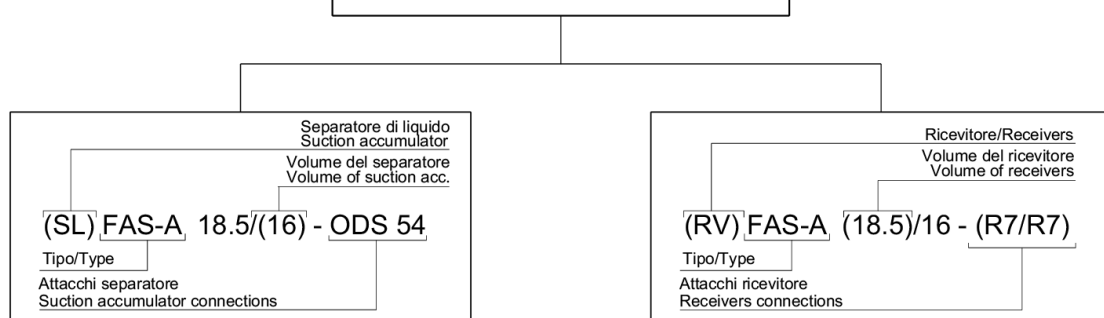 Separatore di liquido
Suction accumulator
Volume del separatore
Volume of suction acc.
(SL) FAS-A 18.5/(16) - ODS 54
Tipo/Type
Attacchi separatore
Suction accumulator connections
Ricevitore/Receivers
Volume del ricevitore
Volume of receivers
(RV) FAS-A (18.5)/16 - (R7/R7)
Tipo/Type
Attacchi ricevitore
Receivers connections